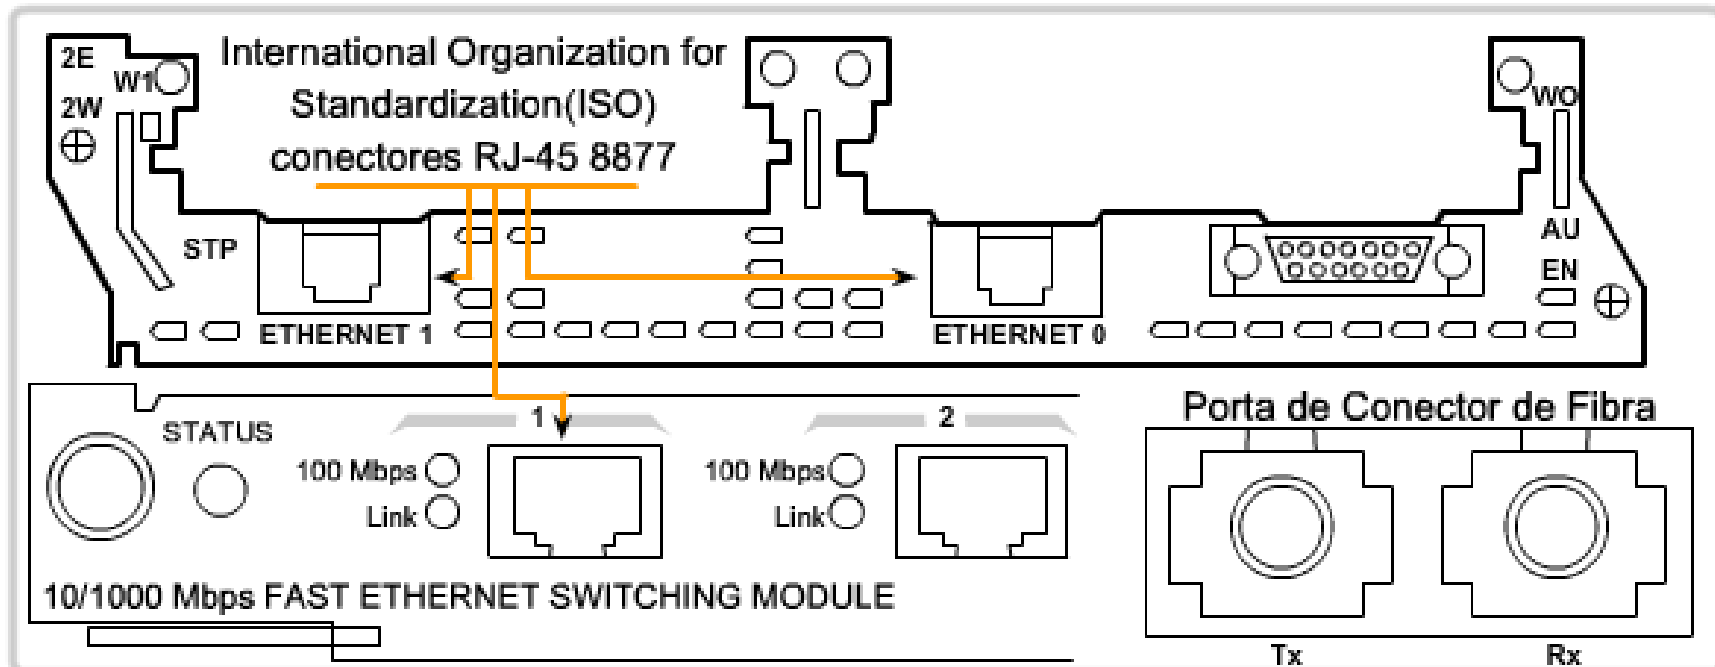 2E
W1
2W
International Organization for
Standardization(ISO)
conectores RJ-45 8877
WO
STP
AU
EN
ETHERNET 1
ETHERNET 0
STATUS
1
100 Mbps
Link
2
100 Mbps
Link
10/1000 Mbps FAST ETHERNET SWITCHING MODULE
Porta de Conector de Fibra
Tx
Rx